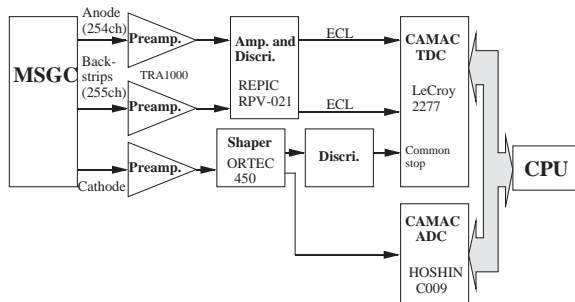 MSGC
Anode
(254ch)
Back-
strips
(255ch)
Cathode
Preamp.
TRA1000
Preamp.
Preamp.
Amp. and
Discri.
REPIC
RPV-021
ECL
ECL
Shaper
ORTEC
450
Discri.
CAMAC
TDC
LeCroy
2277
Common
stop
CAMAC
ADC
HOSHIN
C009
CPU